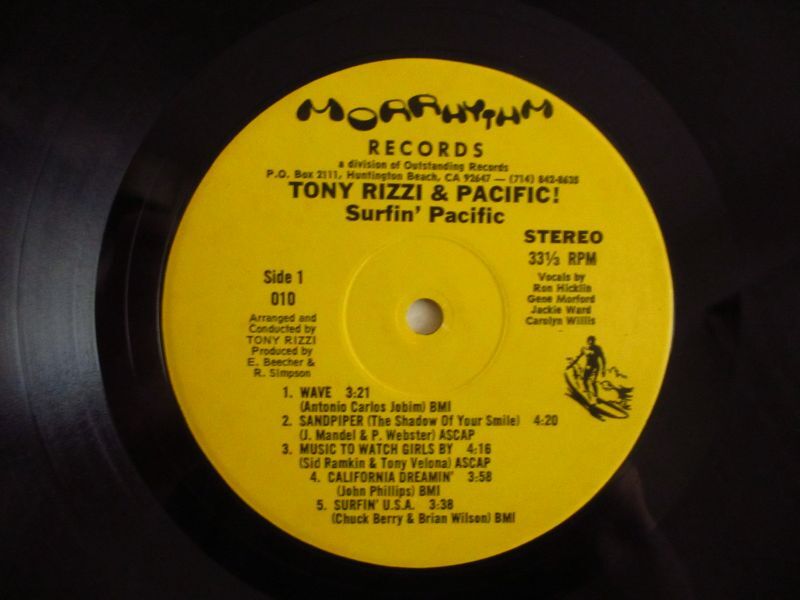 MORRHYTHM
RECORDS
a division of Outstanding Records
P.O. Box 2111, Huntington Beach, CA 92647 — (714) 842-8635
TONY RIZZI & PACIFIC!
Surfin' Pacific
STEREO
33⅓ RPM
Side 1
010
Vocals by
Ron Hicklin
Gene Morford
Jackie Ward
Carolyn Willis
Arranged and
Conducted by
TONY RIZZI
Produced by
E. Beecher &
R. Simpson
1. WAVE 3:21
(Antonio Carlos Jobim) BMI
2. SANDPIPER (The Shadow Of Your Smile) 4:20
(J. Mandel & P. Webster) ASCAP
3. MUSIC TO WATCH GIRLS BY 4:16
(Sid Ramkin & Tony Velona) ASCAP
4. CALIFORNIA DREAMIN' 3:58
(John Phillips) BMI
5. SURFIN' U.S.A. 3:38
(Chuck Berry & Brian Wilson) BMI